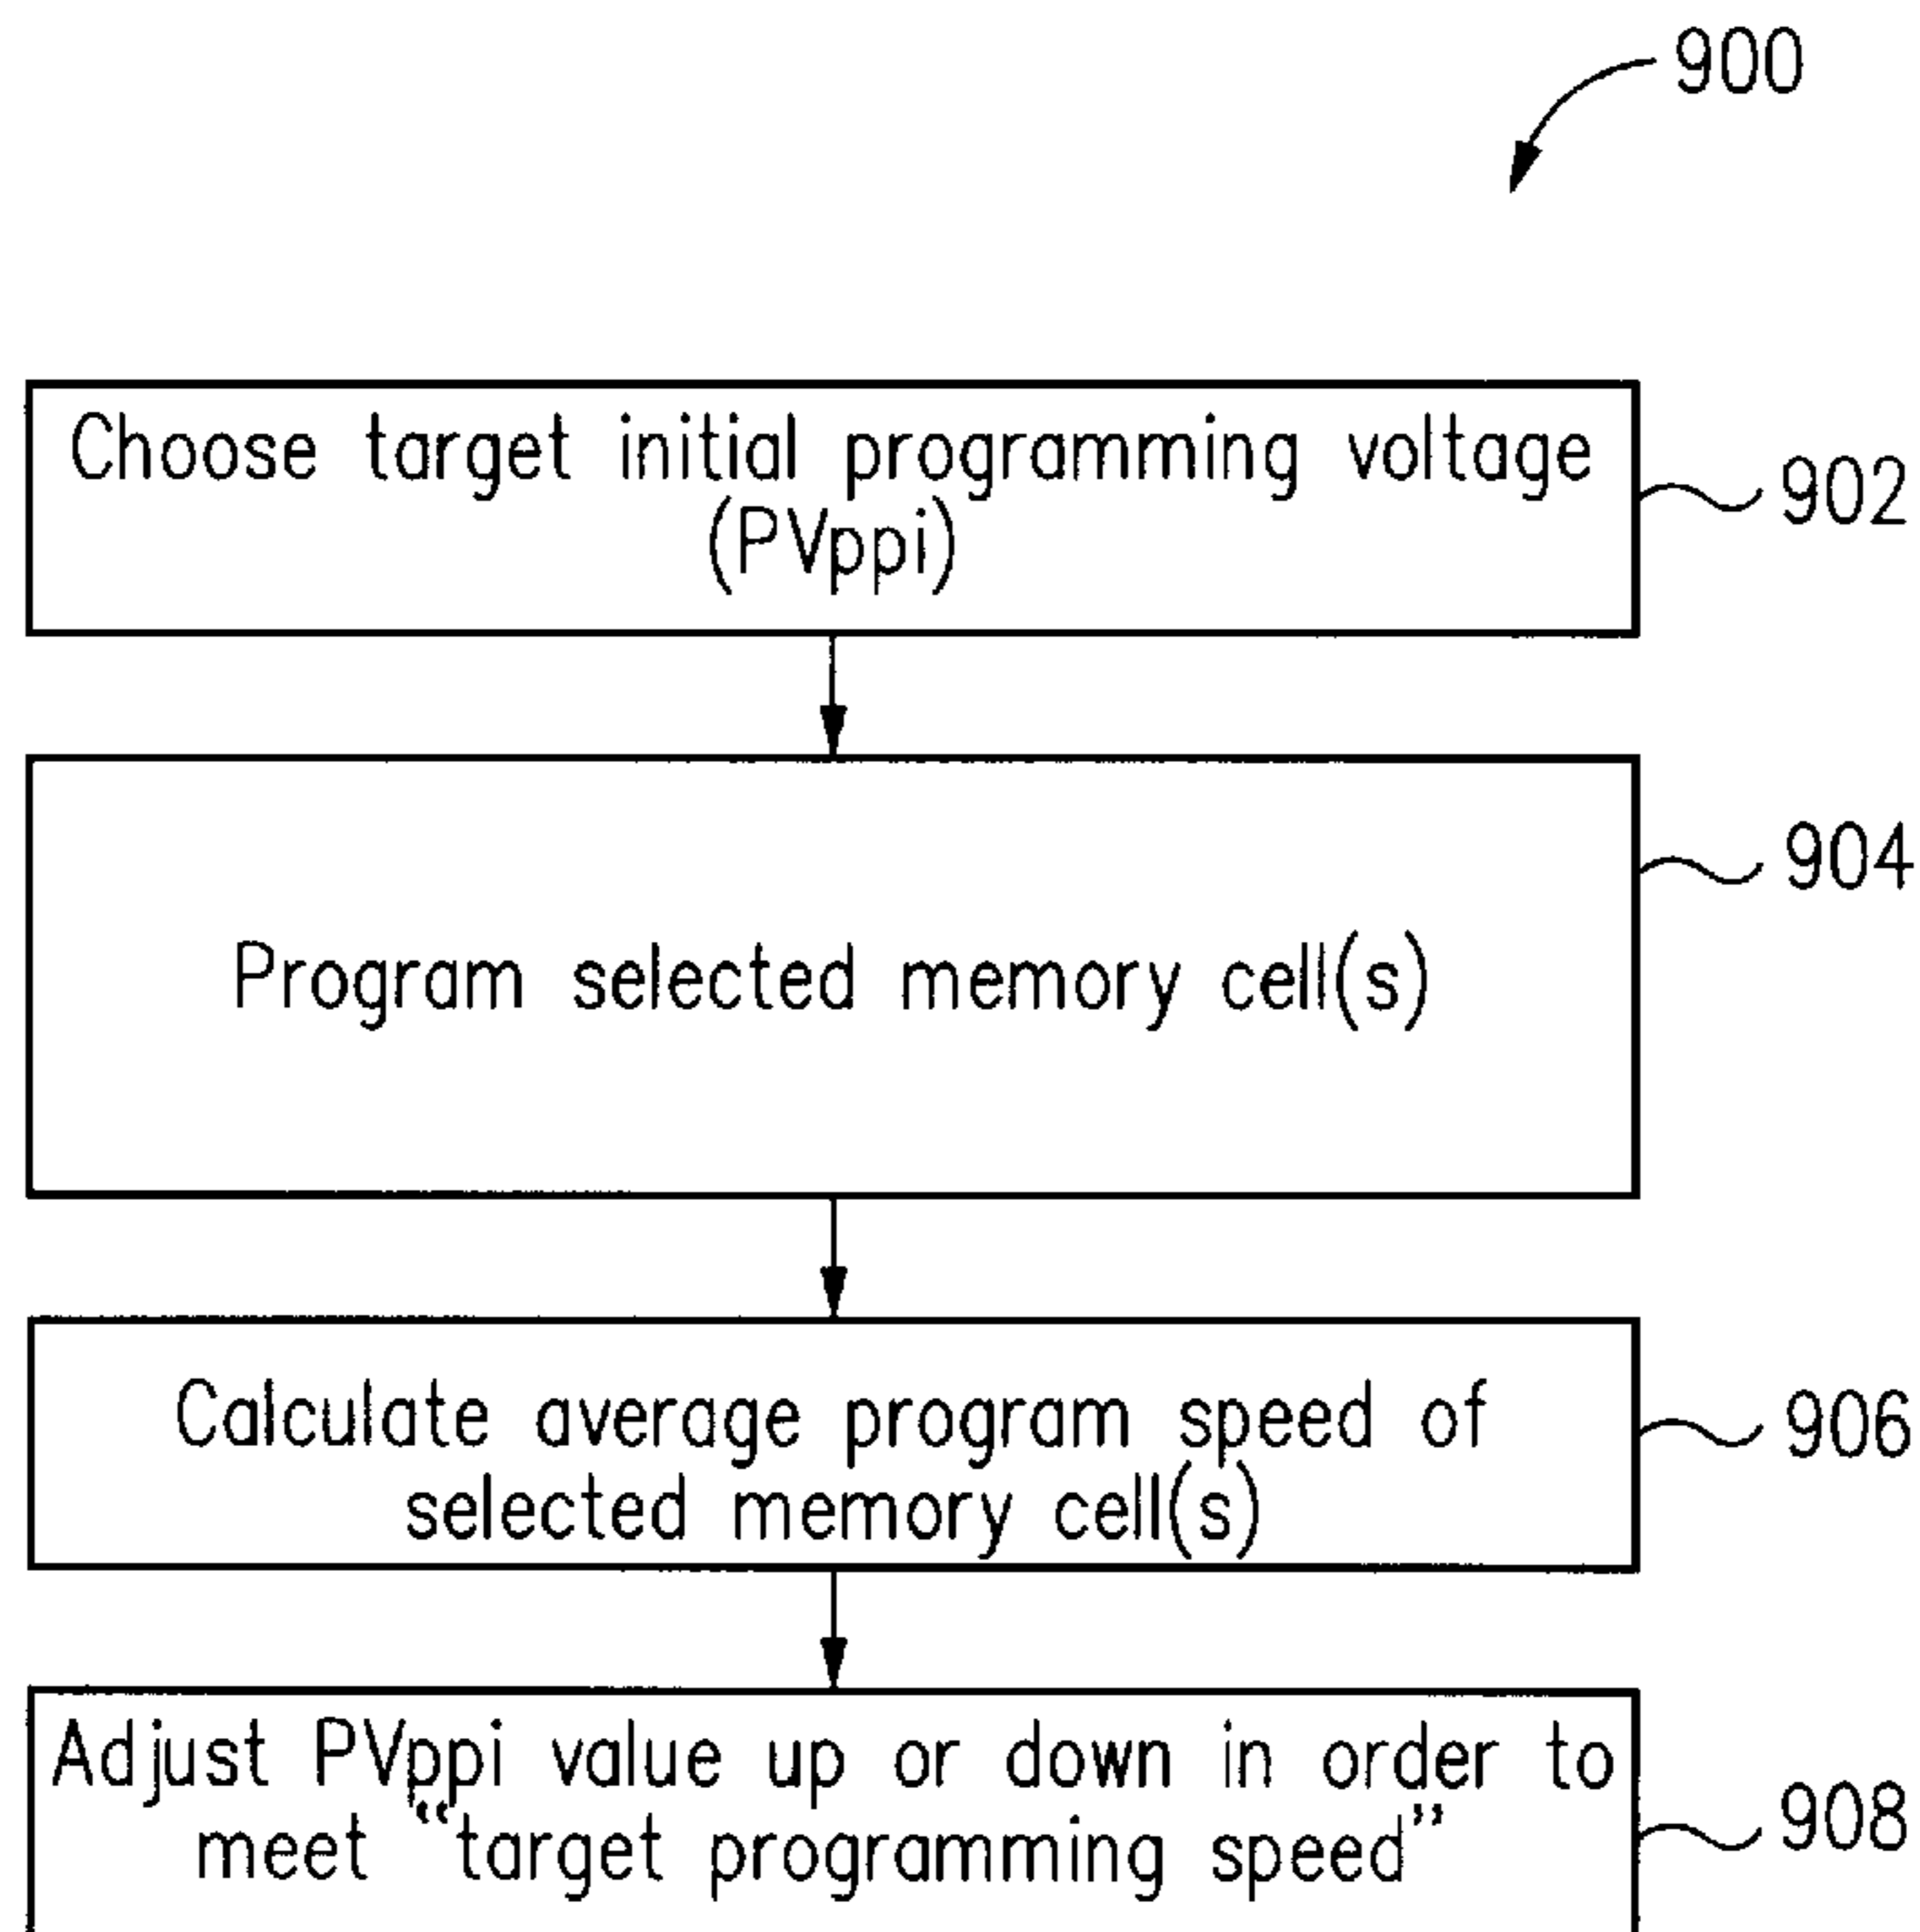 900
Choose target initial programming voltage
(PVppi)
902
904
Program selected memory cell(s)
Calculate average program speed of
906
selected memory cell(s)
Adjust PVppi value up or down in order to
908
meet “target programming speed”